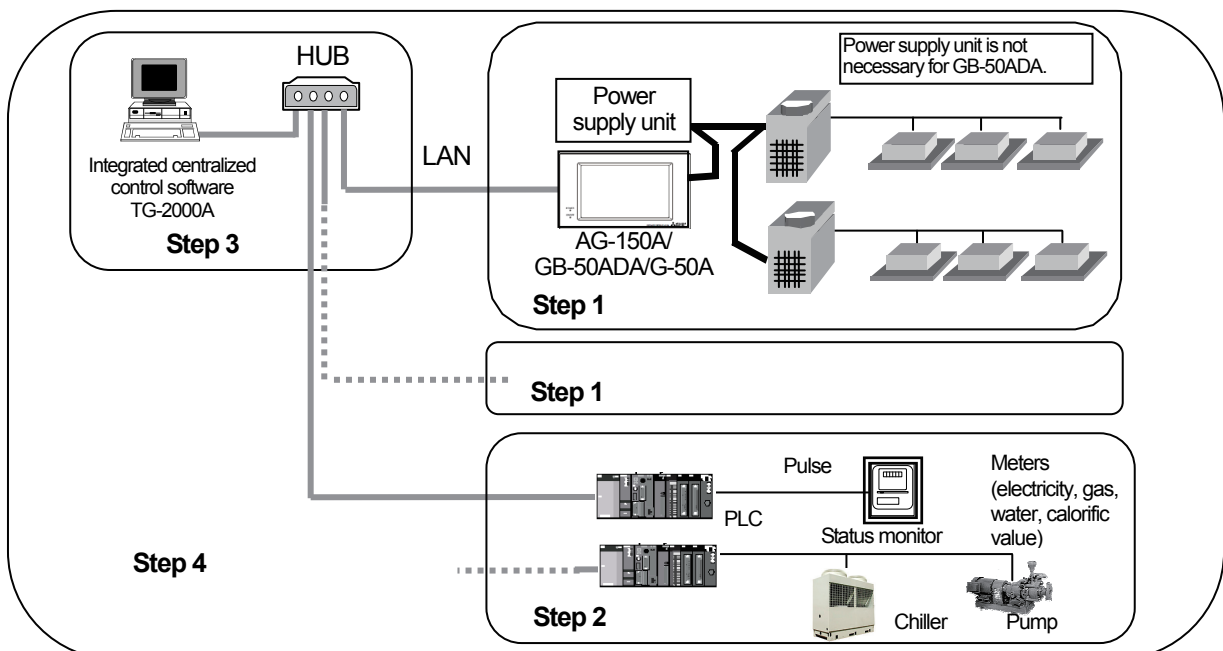 HUB
Integrated centralized
control software
TG-2000A
Step 3
LAN
Power supply unit is not
necessary for GB-50ADA.
Power
supply unit
AG-150A/
GB-50ADA/G-50A
Step 1
Step 1
Pulse
PLC
Status monitor
Meters
(electricity, gas,
water, calorific
value)
Chiller
Pump
Step 2
Step 4